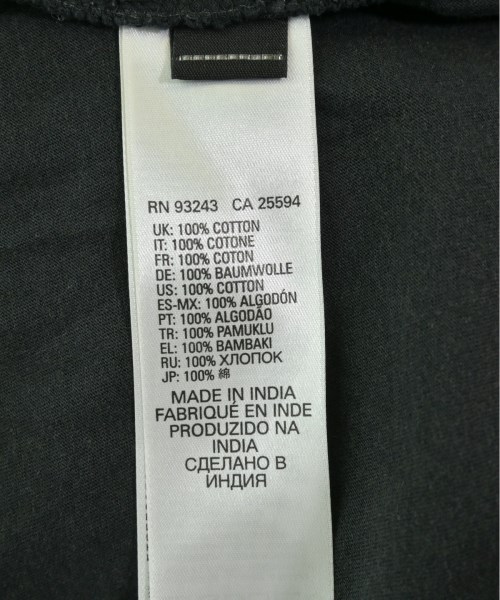 RN 93243 CA 25594
UK: 100% COTTON
IT: 100% COTONE
FR: 100% COTON
DE: 100% BAUMWOLLE
US: 100% COTTON
ES-MX: 100% ALGODÓN
PT: 100% ALGODÃO
TR: 100% PAMUKLU
EL: 100% BAMBAKI
RU: 100% ХЛОПОК
JP: 100% 綿
MADE IN INDIA
FABRIQUÉ EN INDE
PRODUZIDO NA
INDIA
СДЕЛАНО В
ИНДИЯ